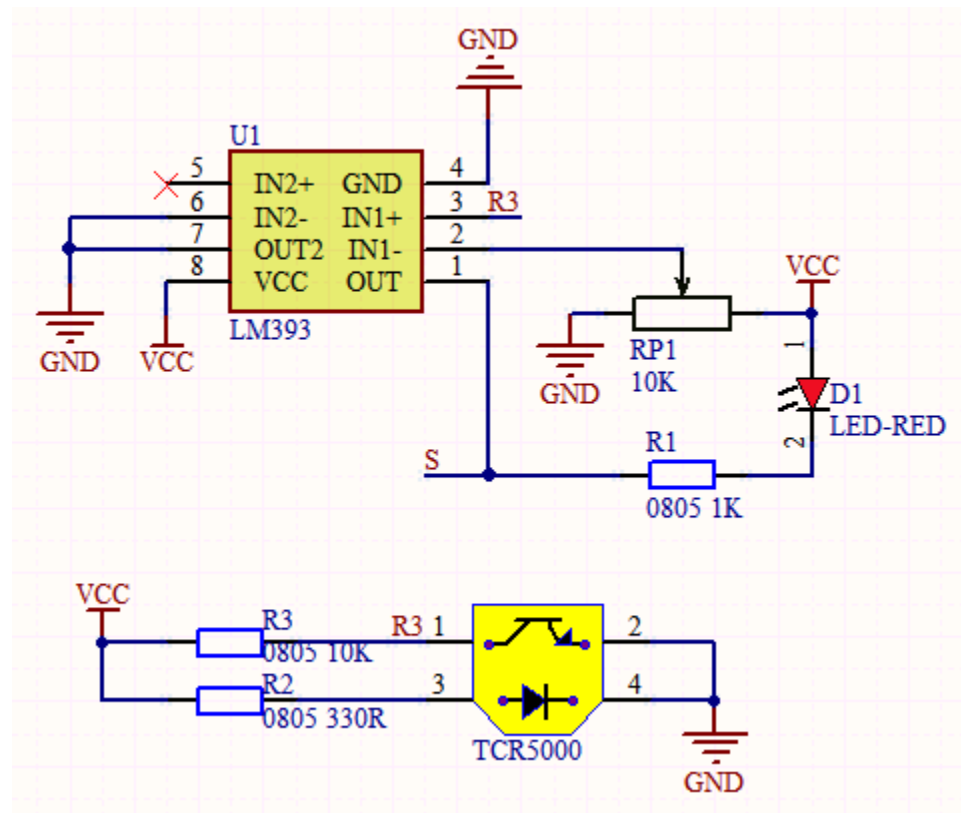 GND
U1
5 IN2+ GND 4
6 IN2- IN1+ 3 R3
7 OUT2 IN1- 2
8 VCC OUT 1
LM393
GND
VCC
VCC
GND
RP1
10K
1
D1
LED-RED
2
S
R1
0805 1K
VCC
R3
0805 10K
R3 1
2
R2
0805 330R
3
4
TCR5000
GND